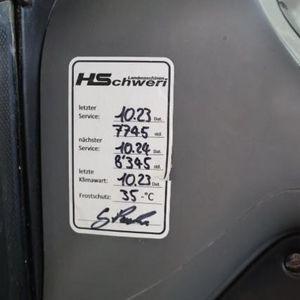 Landmaschinen
HSchweri
letzter
Service: 10.23 Dat.
7745 std.
nächster
Service: 10.24 Dat.
8'345 std.
letzte
Klimawart: 10.23 Dat.
Frostschutz: 35 -°C